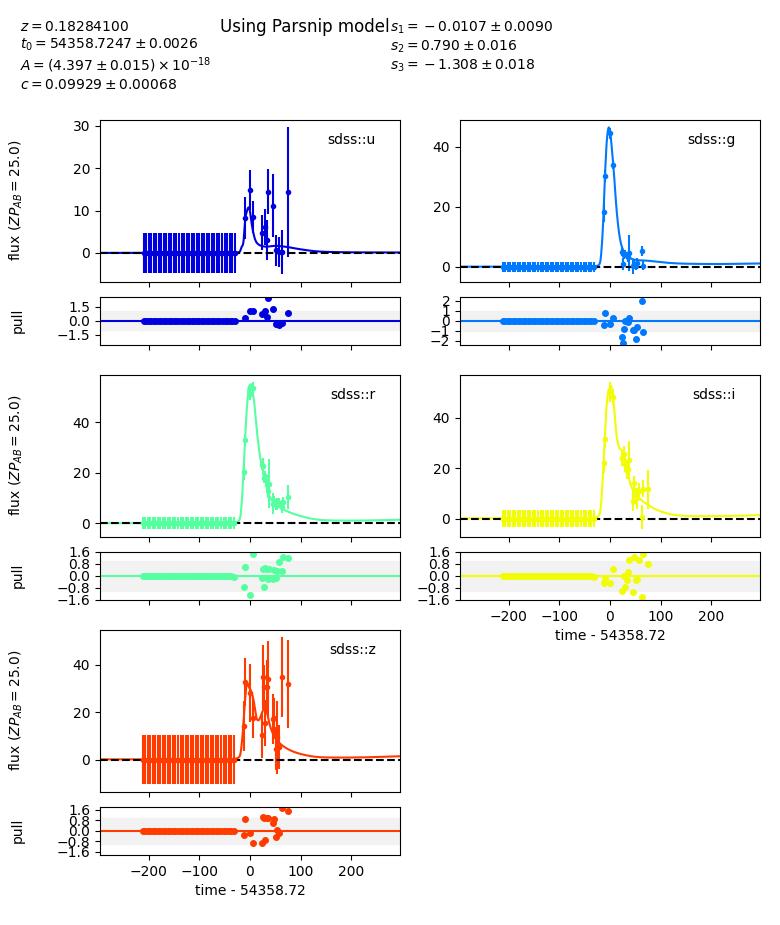 Using Parsnip model
z = 0.18284100
t₀ = 54358.7247 ± 0.0026
A = (4.397 ± 0.015) × 10⁻¹⁸
c = 0.09929 ± 0.00068
s₁ = −0.0107 ± 0.0090
s₂ = 0.790 ± 0.016
s₃ = −1.308 ± 0.018
sdss::u
flux (ZP_AB = 25.0)
30
20
10
0
pull
1.5
0.0
−1.5
sdss::g
40
20
0
2
1
0
−1
−2
sdss::r
flux (ZP_AB = 25.0)
40
20
0
pull
1.6
0.8
0.0
−0.8
−1.6
sdss::i
40
20
0
1.6
0.8
0.0
−0.8
−1.6
−200 −100 0 100 200
time - 54358.72
sdss::z
flux (ZP_AB = 25.0)
40
20
0
pull
1.6
0.8
0.0
−0.8
−1.6
−200 −100 0 100 200
time - 54358.72